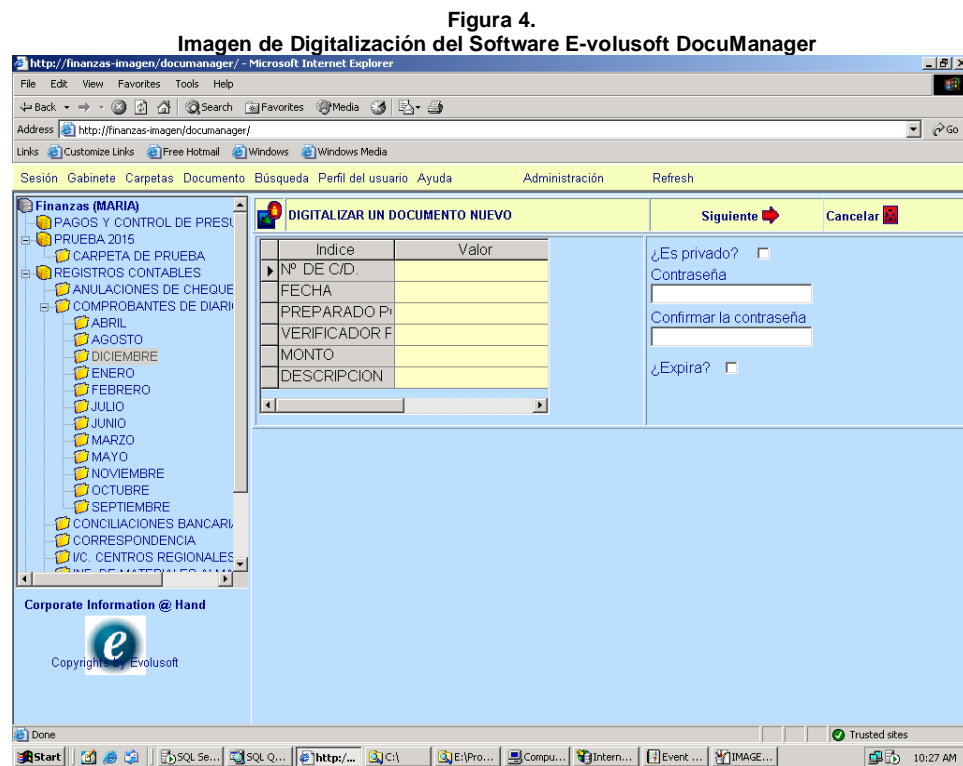 Figura 4.
Imagen de Digitalización del Software E-volusoft DocuManager
http://finanzas-imagen/documanager/ - Microsoft Internet Explorer
File Edit View Favorites Tools Help
Back Search Favorites Media
Address http://finanzas-imagen/documanager/ Go
Links Customize Links Free Hotmail Windows Windows Media
Sesión Gabinete Carpetas Documento Búsqueda Perfil del usuario Ayuda Administración Refresh
Finanzas (MARIA)
PAGOS Y CONTROL DE PRESU
PRUEBA 2015
CARPETA DE PRUEBA
REGISTROS CONTABLES
ANULACIONES DE CHEQUE
COMPROBANTES DE DIARI
ABRIL
AGOSTO
DICIEMBRE
ENERO
FEBRERO
JULIO
JUNIO
MARZO
MAYO
NOVIEMBRE
OCTUBRE
SEPTIEMBRE
CONCILIACIONES BANCARI
CORRESPONDENCIA
I/C. CENTROS REGIONALES
DIGITALIZAR UN DOCUMENTO NUEVO
Siguiente
Cancelar
Indice Valor
Nº DE C/D.
FECHA
PREPARADO P
VERIFICADOR F
MONTO
DESCRIPCION
¿Es privado?
Contraseña
Confirmar la contraseña
¿Expira?
Corporate Information @ Hand
e
Copyrights by Evolusoft
Done Trusted sites
Start SQL Se... SQL Q... http:/... C:\ E:\Pro... Compu... Intern... Event ... IMAGE... 10:27 AM